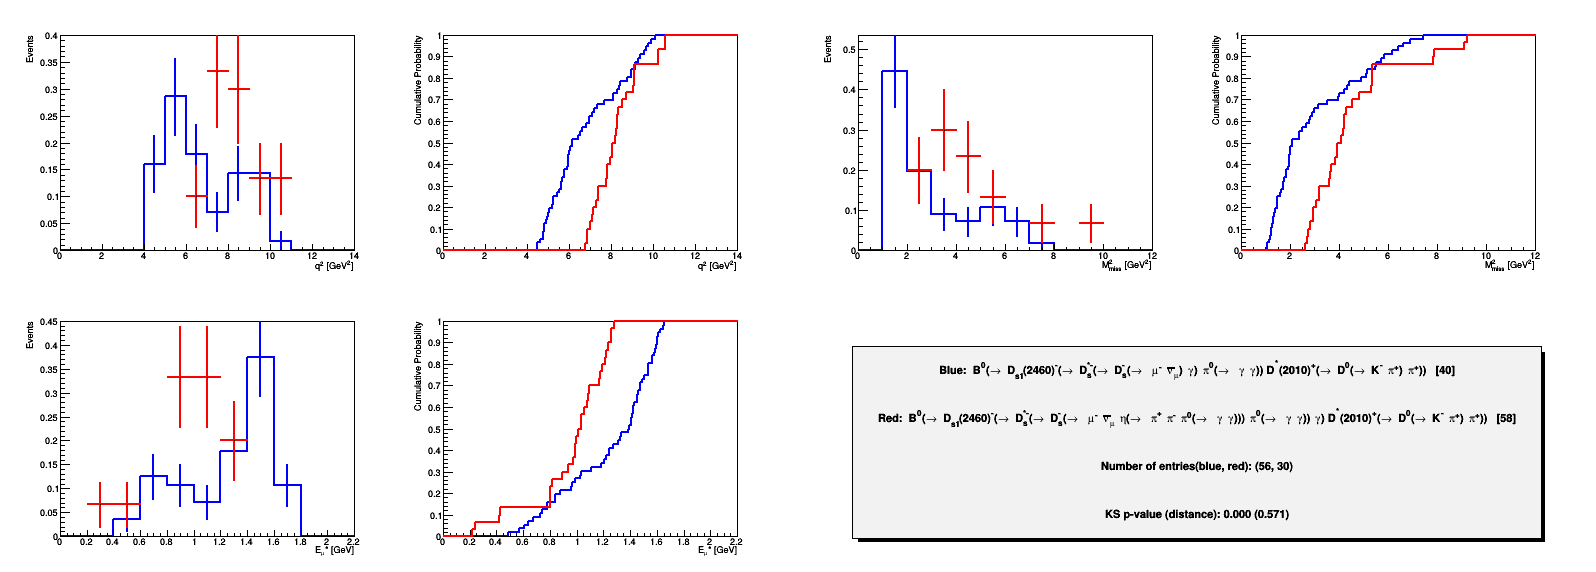 Events
0.4
0.35
0.3
0.25
0.2
0.15
0.1
0.05
0
0 2 4 6 8 10 12 14
q² [GeV²]
Cumulative Probability
1
0.9
0.8
0.7
0.6
0.5
0.4
0.3
0.2
0.1
0
0 2 4 6 8 10 12 14
q² [GeV²]
Events
0.5
0.4
0.3
0.2
0.1
0
0 2 4 6 8 10 12
M²miss [GeV²]
Cumulative Probability
1
0.9
0.8
0.7
0.6
0.5
0.4
0.3
0.2
0.1
0
0 2 4 6 8 10 12
M²miss [GeV²]
Events
0.45
0.4
0.35
0.3
0.25
0.2
0.15
0.1
0.05
0
0 0.2 0.4 0.6 0.8 1 1.2 1.4 1.6 1.8 2 2.2
Eμ* [GeV]
Cumulative Probability
1
0.9
0.8
0.7
0.6
0.5
0.4
0.3
0.2
0.1
0
0 0.2 0.4 0.6 0.8 1 1.2 1.4 1.6 1.8 2 2.2
Eμ* [GeV]
Blue: B⁰(→ Ds1(2460)⁻(→ Ds*⁻(→ Ds⁻(→ μ⁻ ν̅μ) γ) π⁰(→ γ γ)) D*(2010)⁺(→ D⁰(→ K⁻ π⁺) π⁺)) [40]
Red: B⁰(→ Ds1(2460)⁻(→ Ds*⁻(→ Ds⁻(→ μ⁻ ν̅μ η(→ π⁺ π⁻ π⁰(→ γ γ))) π⁰(→ γ γ)) γ) D*(2010)⁺(→ D⁰(→ K⁻ π⁺) π⁺)) [58]
Number of entries(blue, red): (56, 30)
KS p-value (distance): 0.000 (0.571)